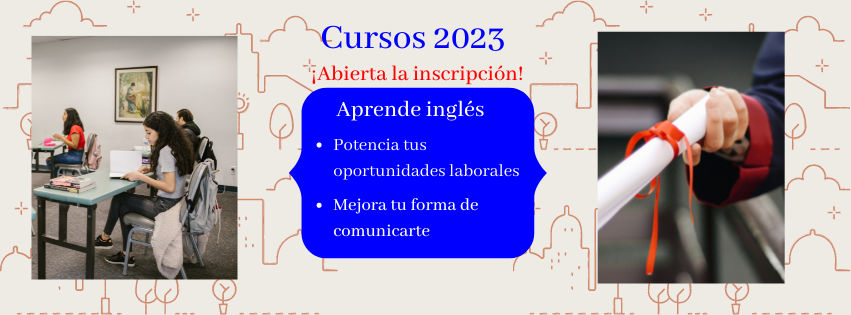 Cursos 2023
¡Abierta la inscripción!
Aprende inglés
Potencia tus
oportunidades laborales
Mejora tu forma de
comunicarte